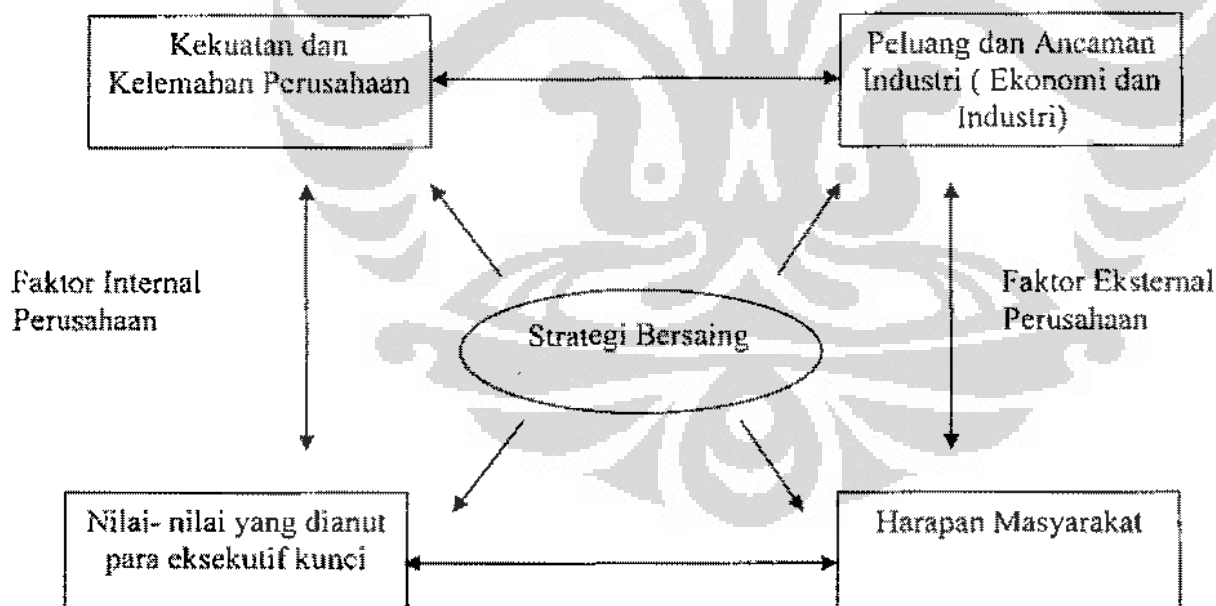 Kekuatan dan
Kelemahan Perusahaan
Peluang dan Ancaman
Industri ( Ekonomi dan
Industri)
Faktor Internal
Perusahaan
Strategi Bersaing
Faktor Eksternal
Perusahaan
Nilai- nilai yang dianut
para eksekutif kunci
Harapan Masyarakat